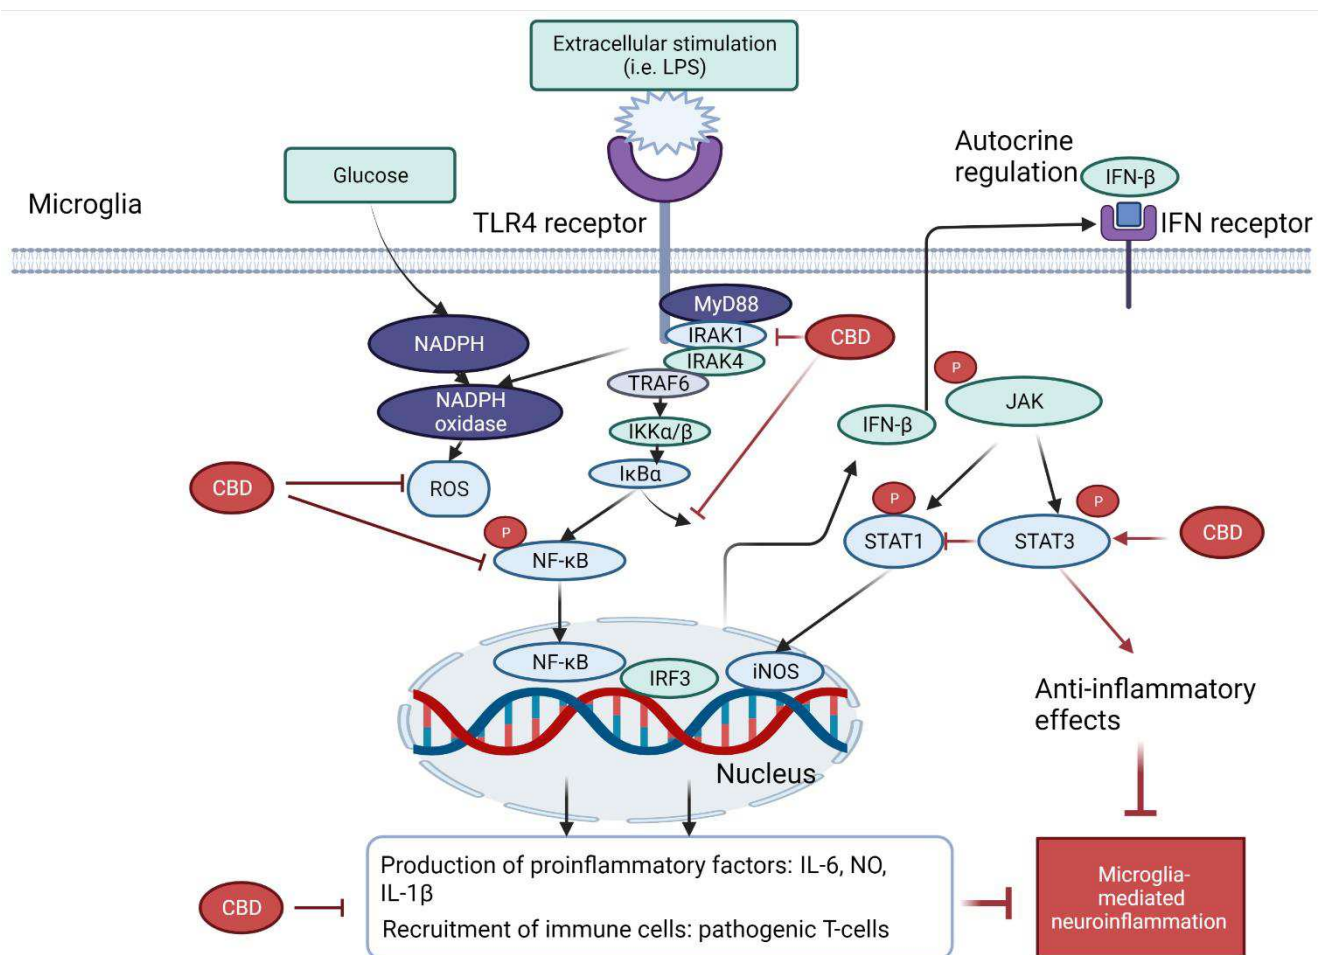 Extracellular stimulation
(i.e. LPS)
Glucose
Microglia
TLR4 receptor
Autocrine
regulation
IFN-β
IFN receptor
MyD88
IRAK1
IRAK4
TRAF6
CBD
NADPH
NADPH
oxidase
ROS
CBD
IKKα/β
IκBα
P
NF-κB
IFN-β
P
JAK
P
STAT1
P
STAT3
CBD
NF-κB
IRF3
iNOS
Nucleus
Anti-inflammatory
effects
CBD
Production of proinflammatory factors: IL-6, NO,
IL-1β
Recruitment of immune cells: pathogenic T-cells
Microglia-
mediated
neuroinflammation